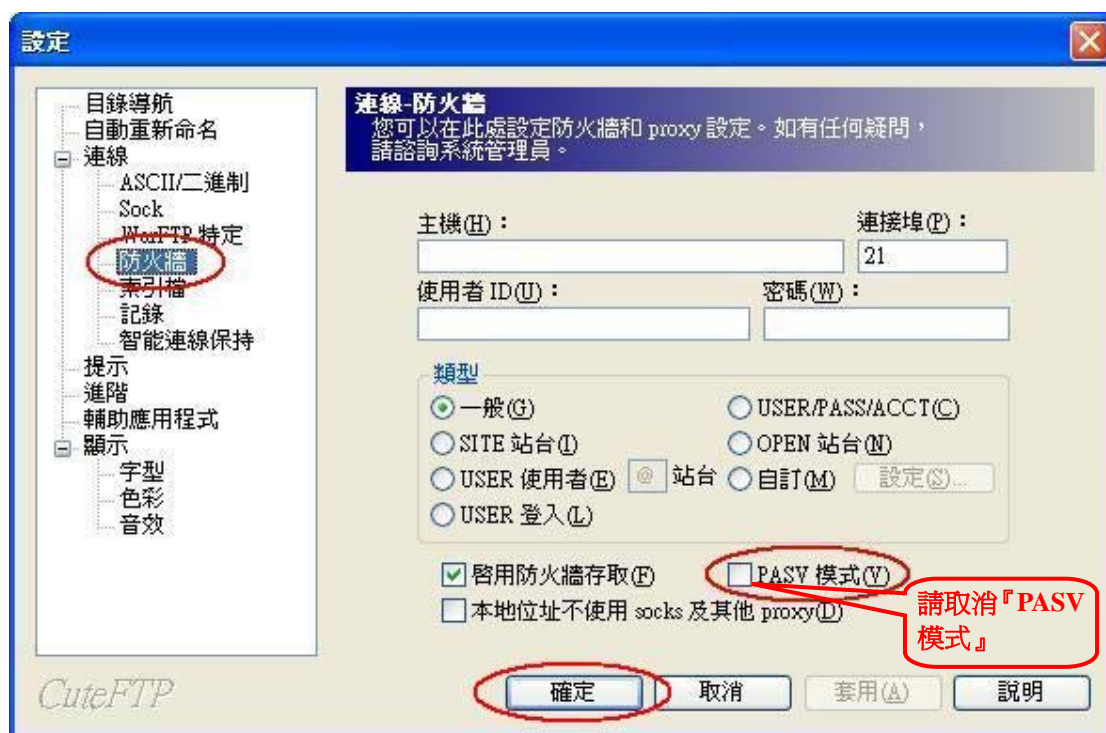 設定
目錄導航
自動重新命名
連線
ASCII/二進制
Sock
WarFTP 特定
防火牆
索引檔
記錄
智能連線保持
提示
進階
輔助應用程式
顯示
字型
色彩
音效
連線-防火牆
您可以在此處設定防火牆和 proxy 設定。如有任何疑問，
請諮詢系統管理員。
主機(H)：
連接埠(P)：
21
使用者 ID(U)：
密碼(W)：
類型
一般(G)
USER/PASS/ACCT(C)
SITE 站台(I)
OPEN 站台(N)
USER 使用者(E) @ 站台
自訂(M) 設定(S)...
USER 登入(L)
啓用防火牆存取(F)
PASV 模式(V)
本地位址不使用 socks 及其他 proxy(D)
請取消『PASV
模式』
CuteFTP
確定
取消
套用(A)
說明